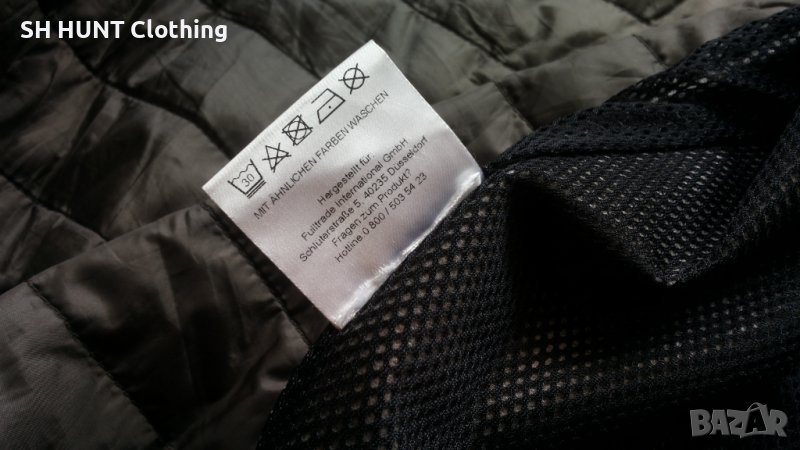 SH HUNT Clothing
30
MIT ÄHNLICHEN FARBEN WASCHEN
Hergestellt für
Fulltrade International GmbH
Schlüterstraße 5, 40235 Düsseldorf
Fragen zum Produkt?
Hotline 0 800 / 503 54 23
BAZAR